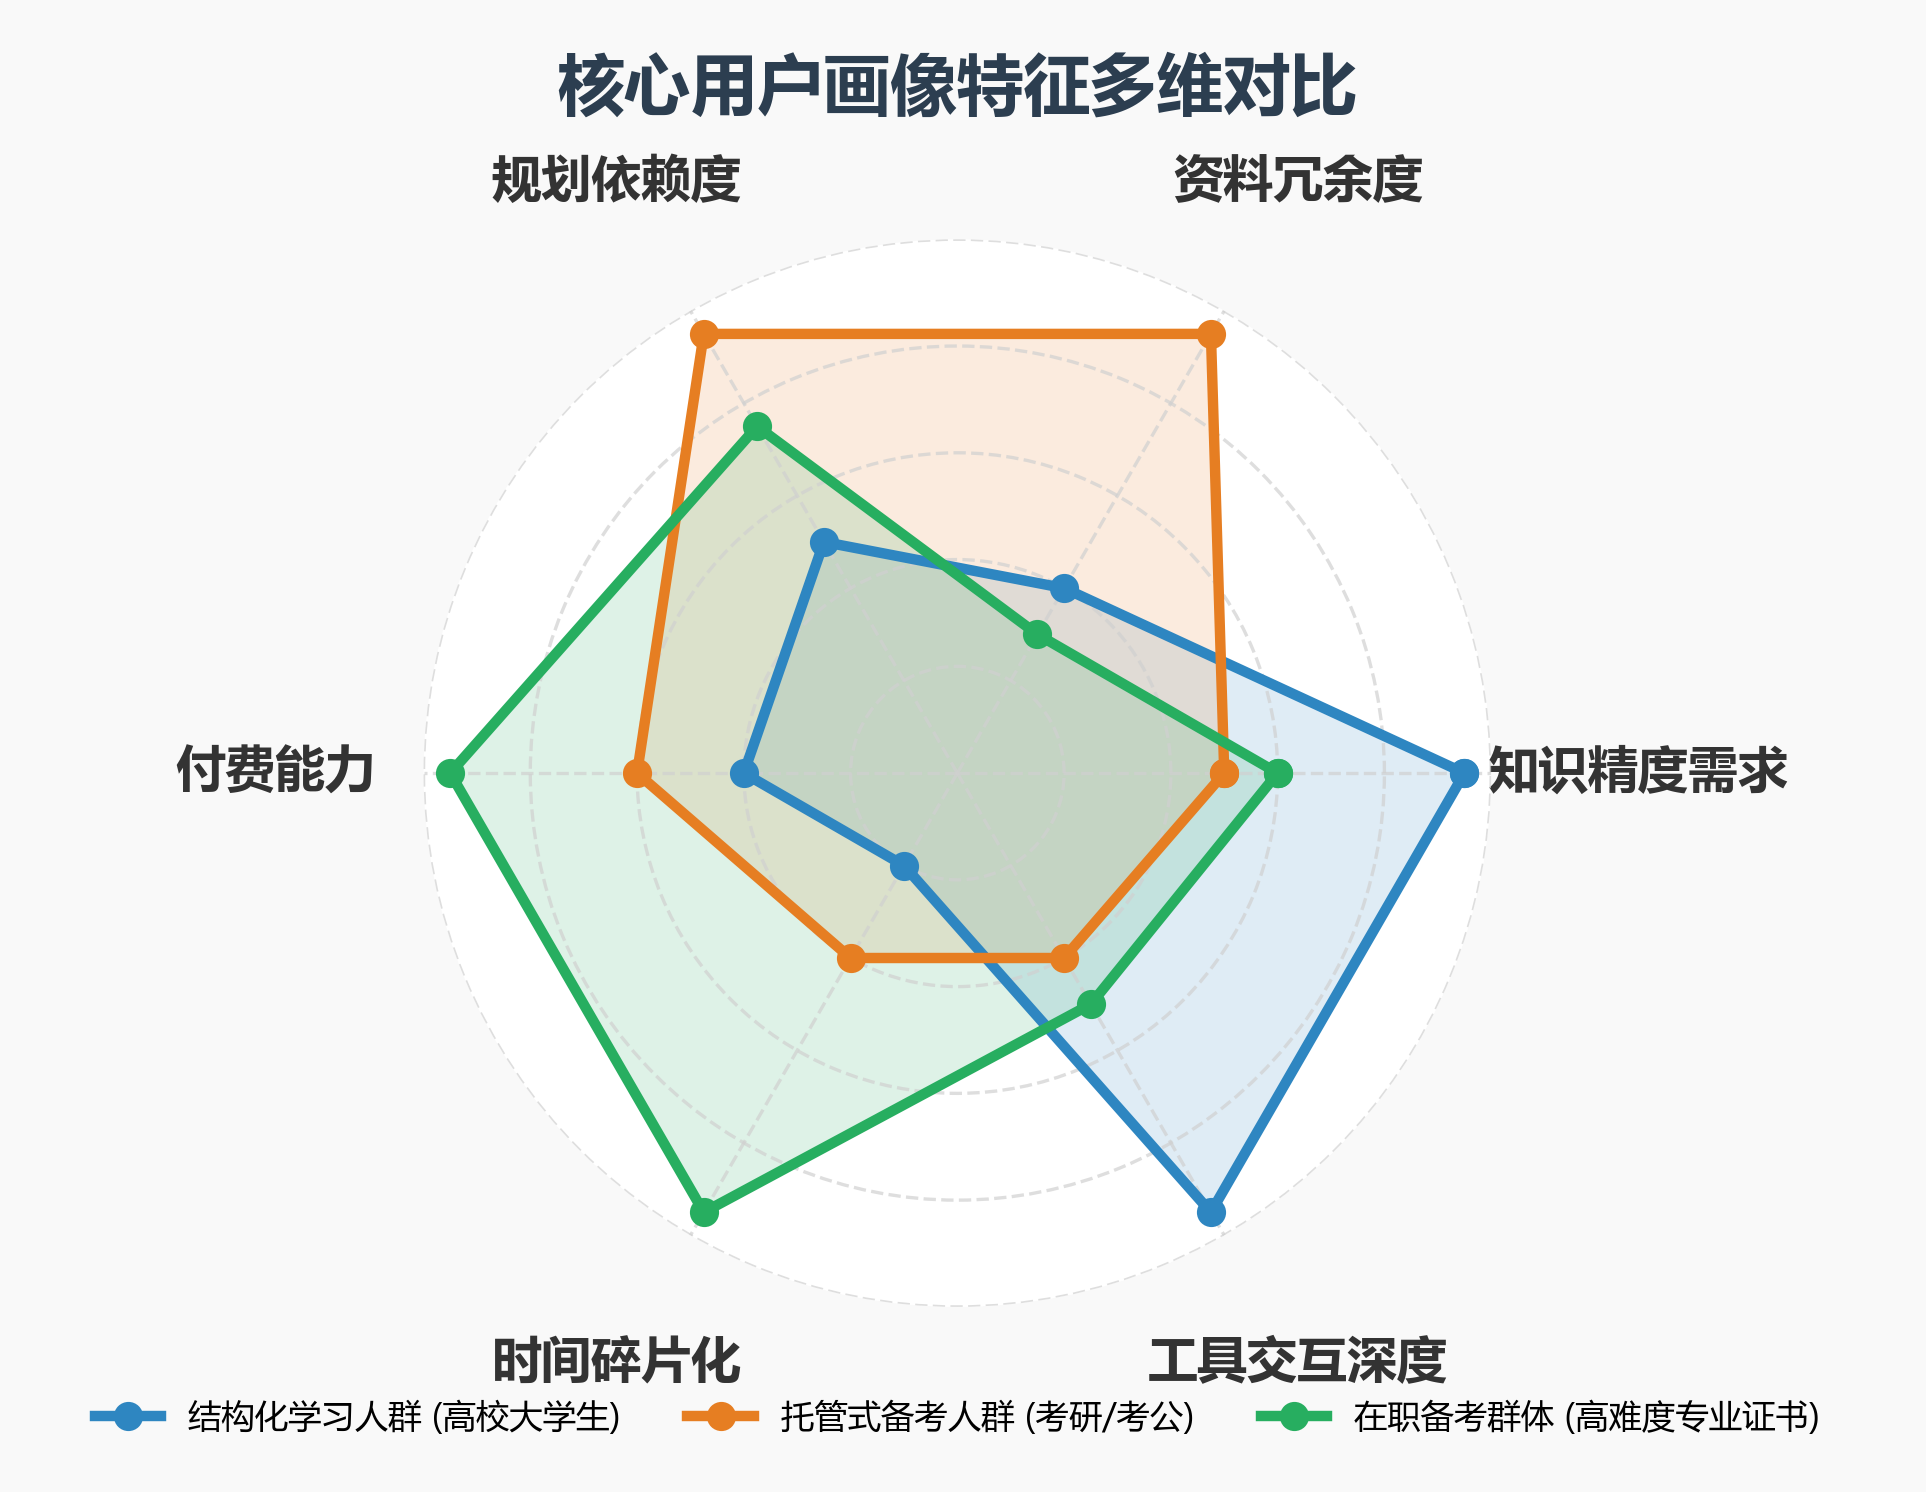 核心用户画像特征多维对比
规划依赖度
资料冗余度
付费能力
知识精度需求
时间碎片化
工具交互深度
结构化学习人群 (高校大学生)
托管式备考人群 (考研/考公)
在职备考群体 (高难度专业证书)